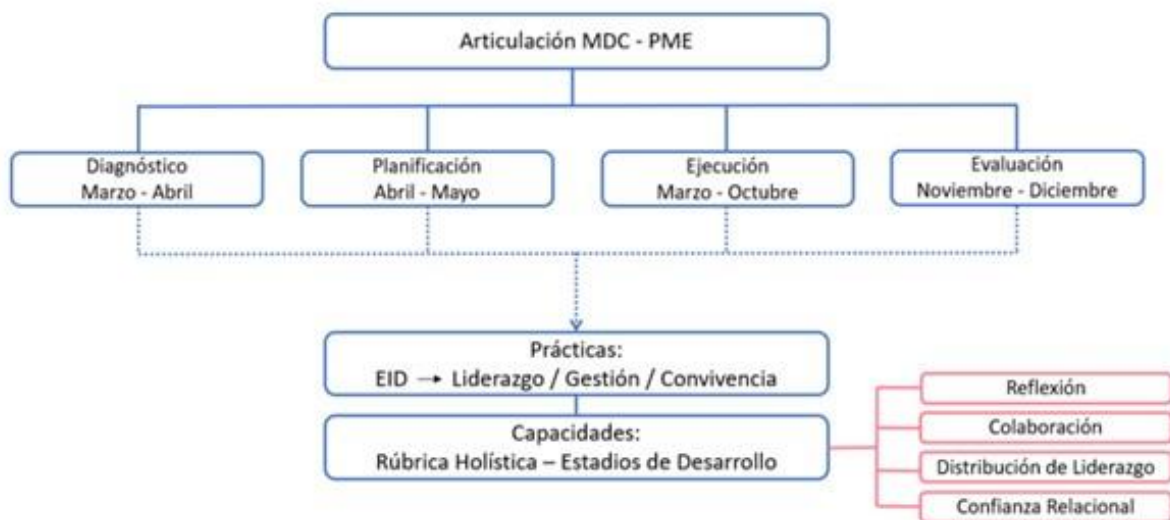 Articulación MDC - PME
Diagnóstico
Marzo - Abril
Planificación
Abril - Mayo
Ejecución
Marzo - Octubre
Evaluación
Noviembre - Diciembre
Prácticas:
EID → Liderazgo / Gestión / Convivencia
Capacidades:
Rúbrica Holística – Estadios de Desarrollo
Reflexión
Colaboración
Distribución de Liderazgo
Confianza Relacional